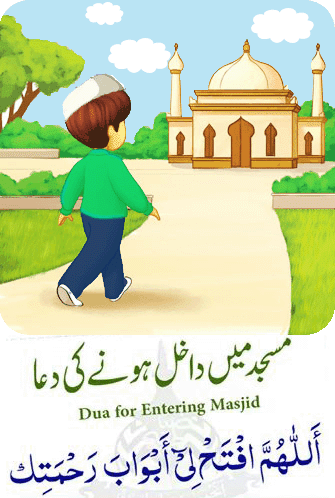 مسجد میں داخل ہونے کی دعا
Dua for Entering Masjid
اَللّٰهُمَّ افْتَحْ لِیْٓ اَبْوَابَ رَحْمَتِكَ